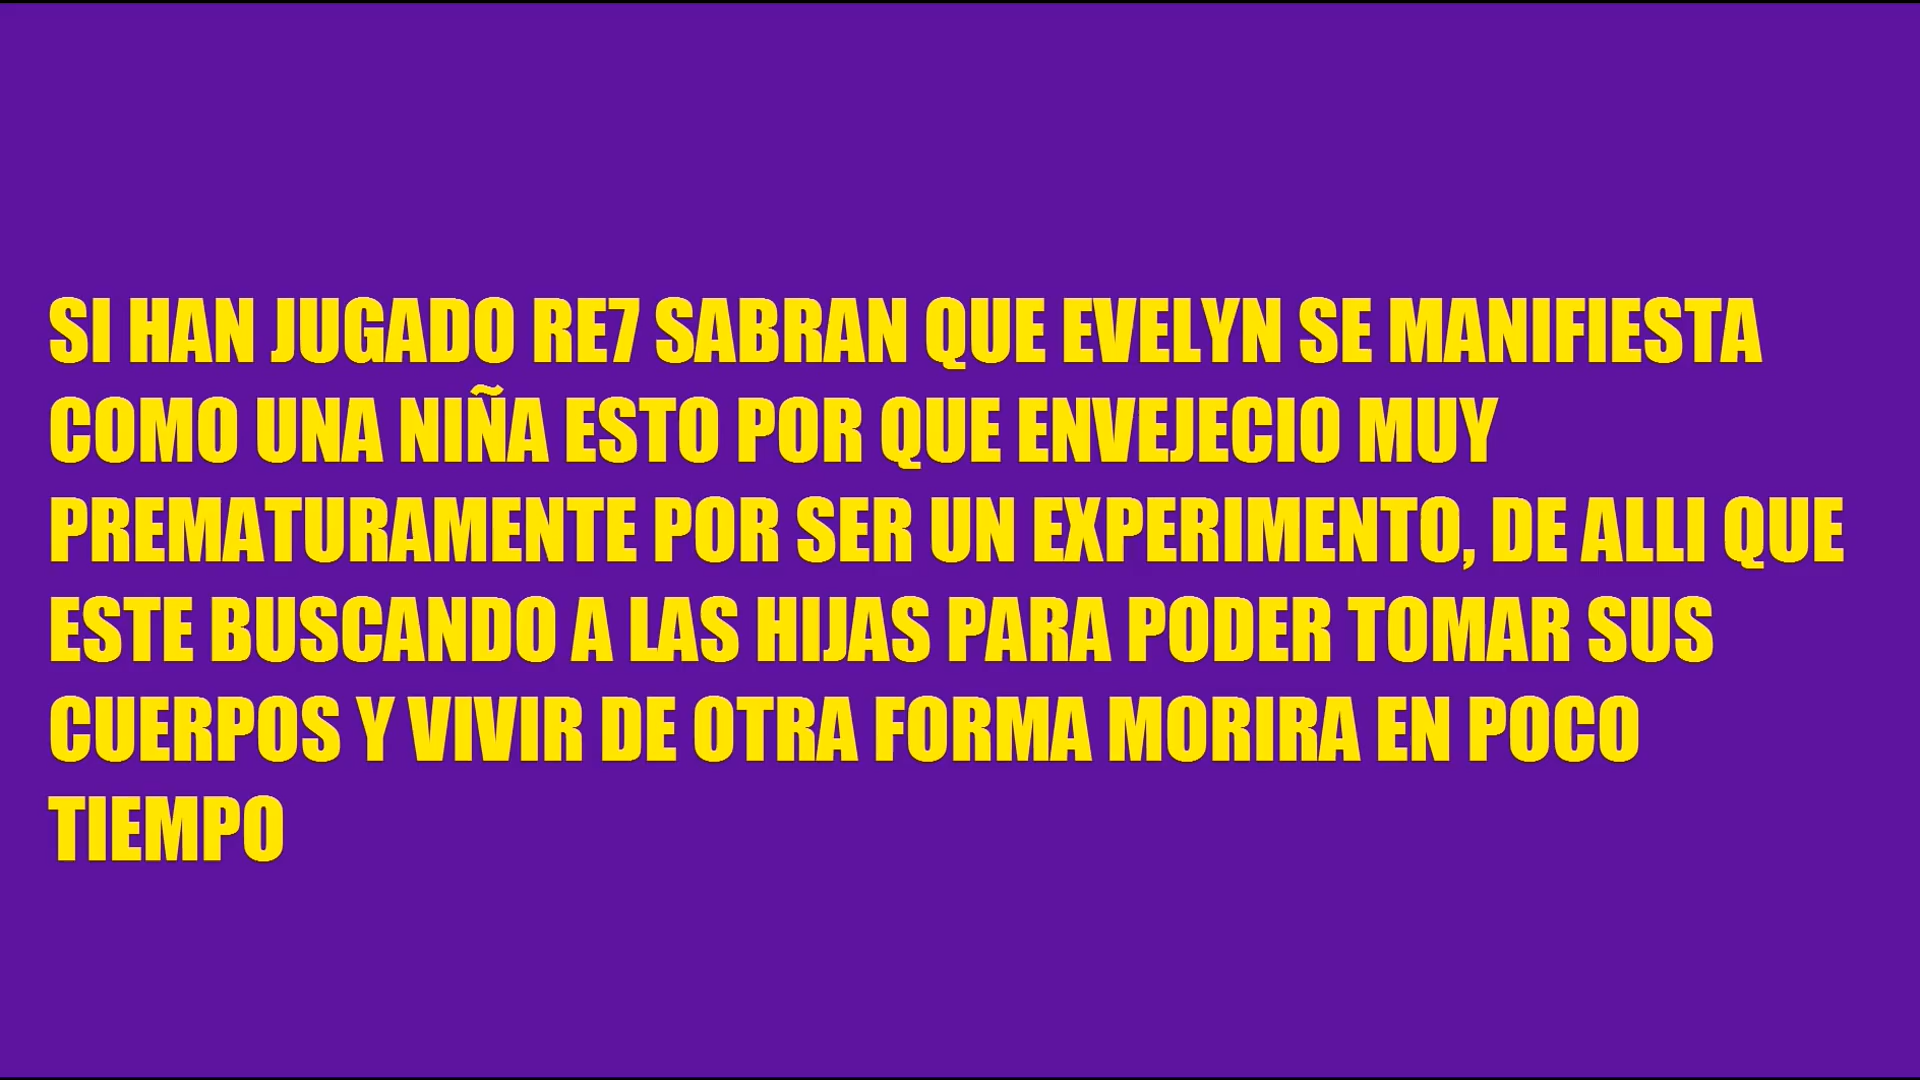 SI HAN JUGADO RE7 SABRAN QUE EVELYN SE MANIFIESTA
COMO UNA NIÑA ESTO POR QUE ENVEJECIO MUY
PREMATURAMENTE POR SER UN EXPERIMENTO, DE ALLI QUE
ESTE BUSCANDO A LAS HIJAS PARA PODER TOMAR SUS
CUERPOS Y VIVIR DE OTRA FORMA MORIRA EN POCO
TIEMPO